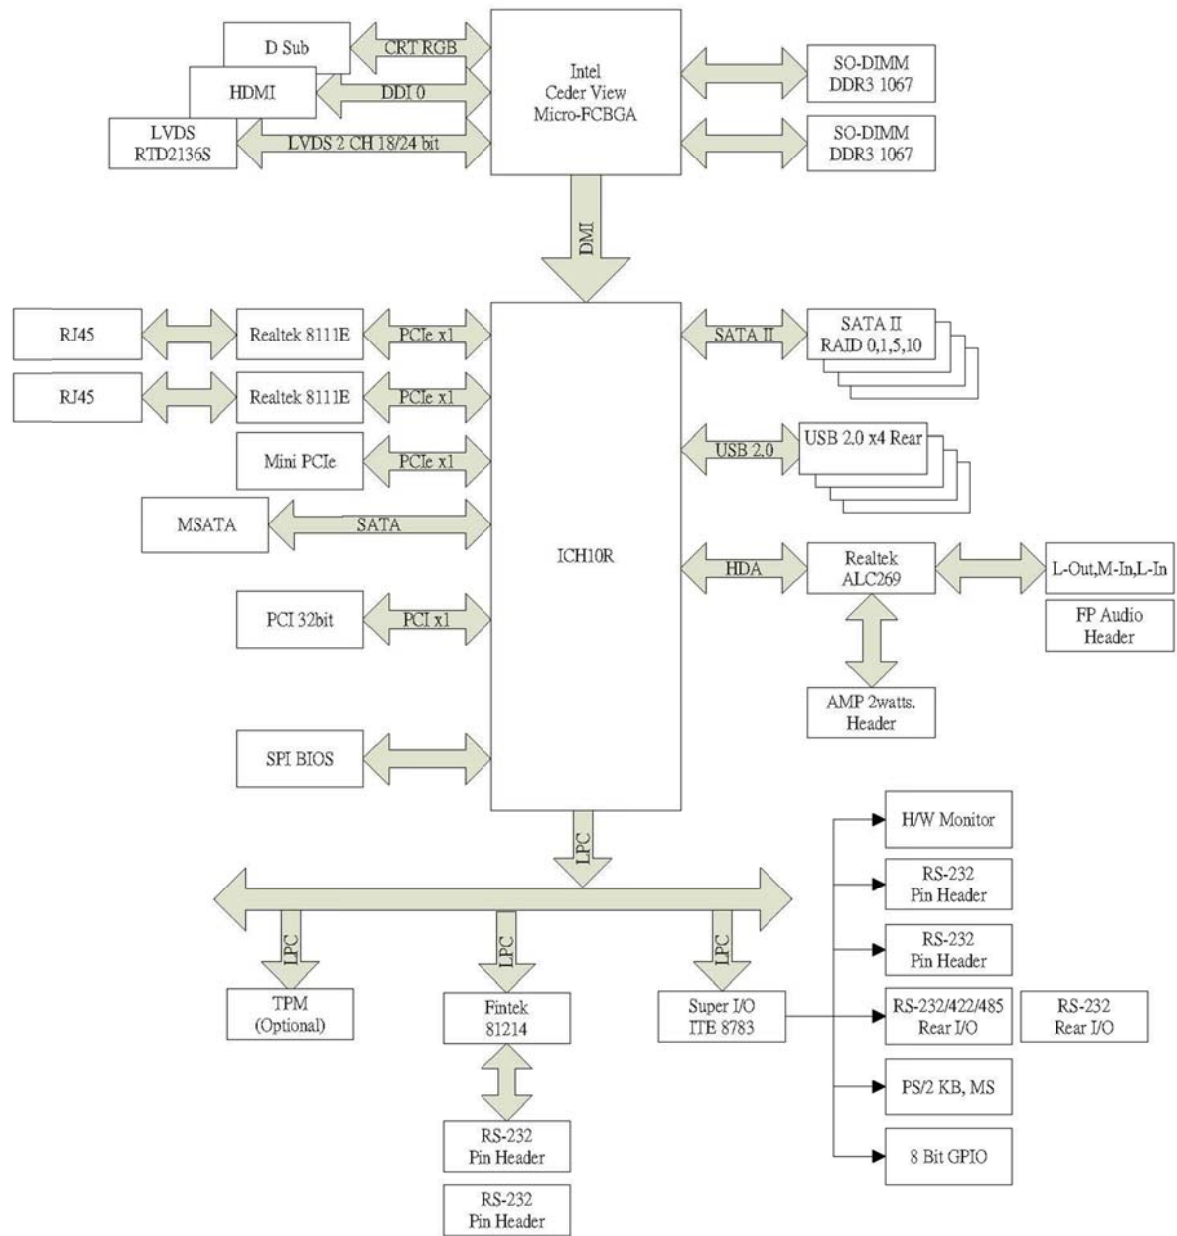 D Sub
CRT RGB
HDMI
DDI 0
LVDS
RTD2136S
LVDS 2 CH 18/24 bit
Intel
Ceder View
Micro-FCBGA
SO-DIMM
DDR3 1067
SO-DIMM
DDR3 1067
DMI
RJ45
Realtek 8111E
PCIe x1
RJ45
Realtek 8111E
PCIe x1
Mini PCIe
PCIe x1
MSATA
SATA
PCI 32bit
PCI x1
SPI BIOS
ICH10R
SATA II
SATA II
RAID 0,1,5,10
USB 2.0
USB 2.0 x4 Rear
HDA
Realtek
ALC269
L-Out,M-In,L-In
FP Audio
Header
AMP 2watts.
Header
LPC
LPC
LPC
LPC
TPM
(Optional)
Fintek
81214
Super I/O
ITE 8783
RS-232
Pin Header
RS-232
Pin Header
H/W Monitor
RS-232
Pin Header
RS-232
Pin Header
RS-232/422/485
Rear I/O
RS-232
Rear I/O
PS/2 KB, MS
8 Bit GPIO